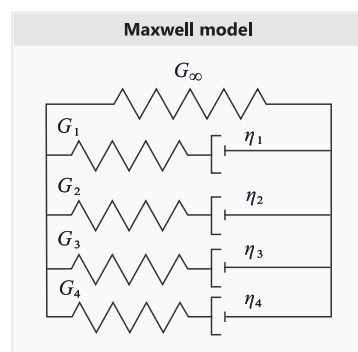 Maxwell model
G∞
G₁ η₁
G₂ η₂
G₃ η₃
G₄ η₄